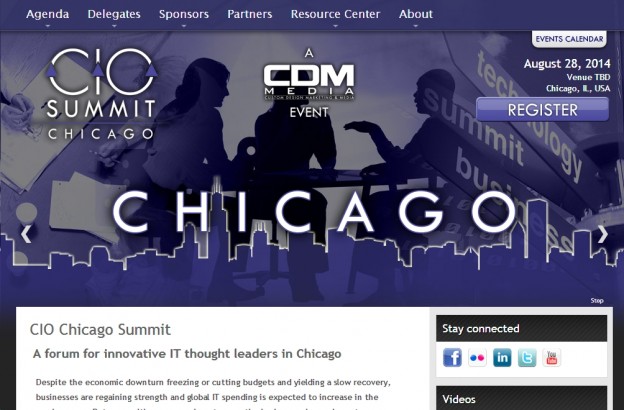 Agenda Delegates Sponsors Partners Resource Center About
EVENTS CALENDAR
August 28, 2014
Venue TBD
Chicago, IL, USA
REGISTER
CIO
SUMMIT
CHICAGO
A
CDM
MEDIA
CUSTOM DESIGN MARKETING & MEDIA
EVENT
technology
summit
business
CHICAGO
Stop
CIO Chicago Summit
A forum for innovative IT thought leaders in Chicago
Despite the economic downturn freezing or cutting budgets and yielding a slow recovery,
businesses are regaining strength and global IT spending is expected to increase in the
Stay connected
You
Tube
Videos